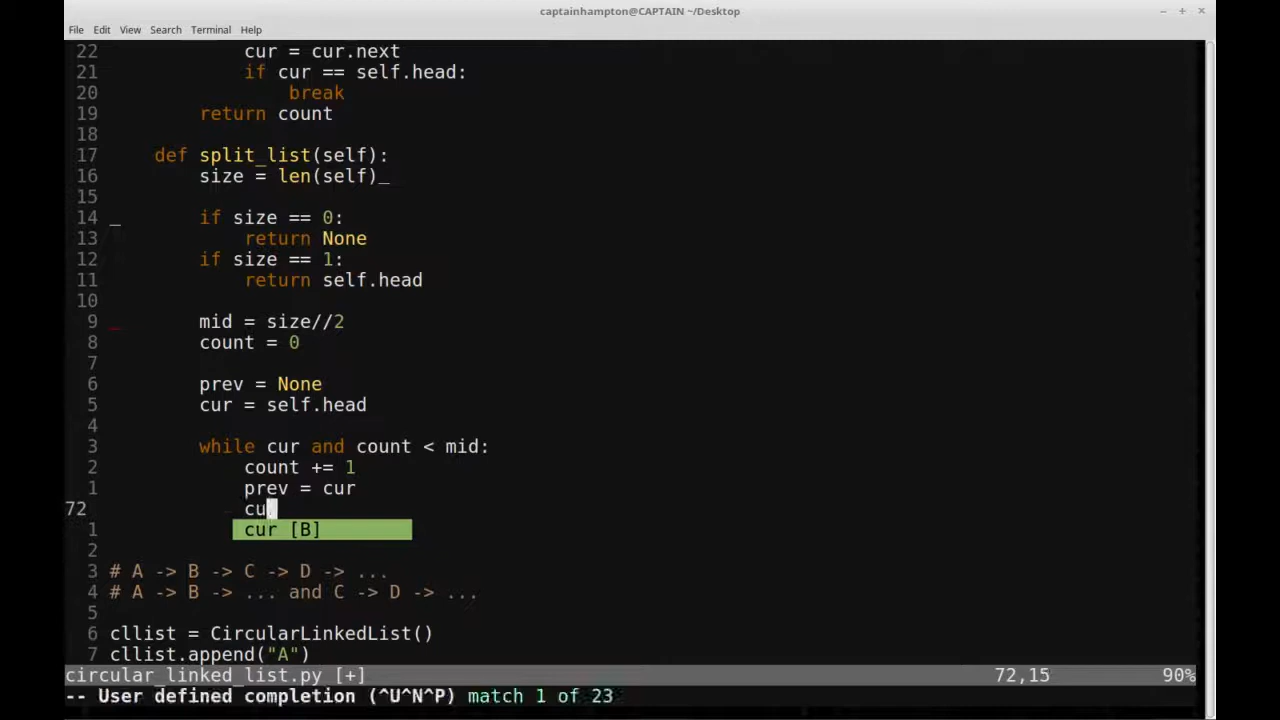 captainhampton@CAPTAIN ~/Desktop
File Edit View Search Terminal Help
22 cur = cur.next
21 if cur == self.head:
20 break
19 return count
18
17 def split_list(self):
16 size = len(self)_
15
14 _ if size == 0:
13 return None
12 if size == 1:
11 return self.head
10
9 _ mid = size//2
8 count = 0
7
6 prev = None
5 cur = self.head
4
3 while cur and count < mid:
2 count += 1
1 prev = cur
72 cu
1 cur [B]
2
3 # A -> B -> C -> D -> ...
4 # A -> B -> ... and C -> D -> ...
5
6 cllist = CircularLinkedList()
7 cllist.append("A")
circular_linked_list.py [+] 72,15 90%
-- User defined completion (^U^N^P) match 1 of 23